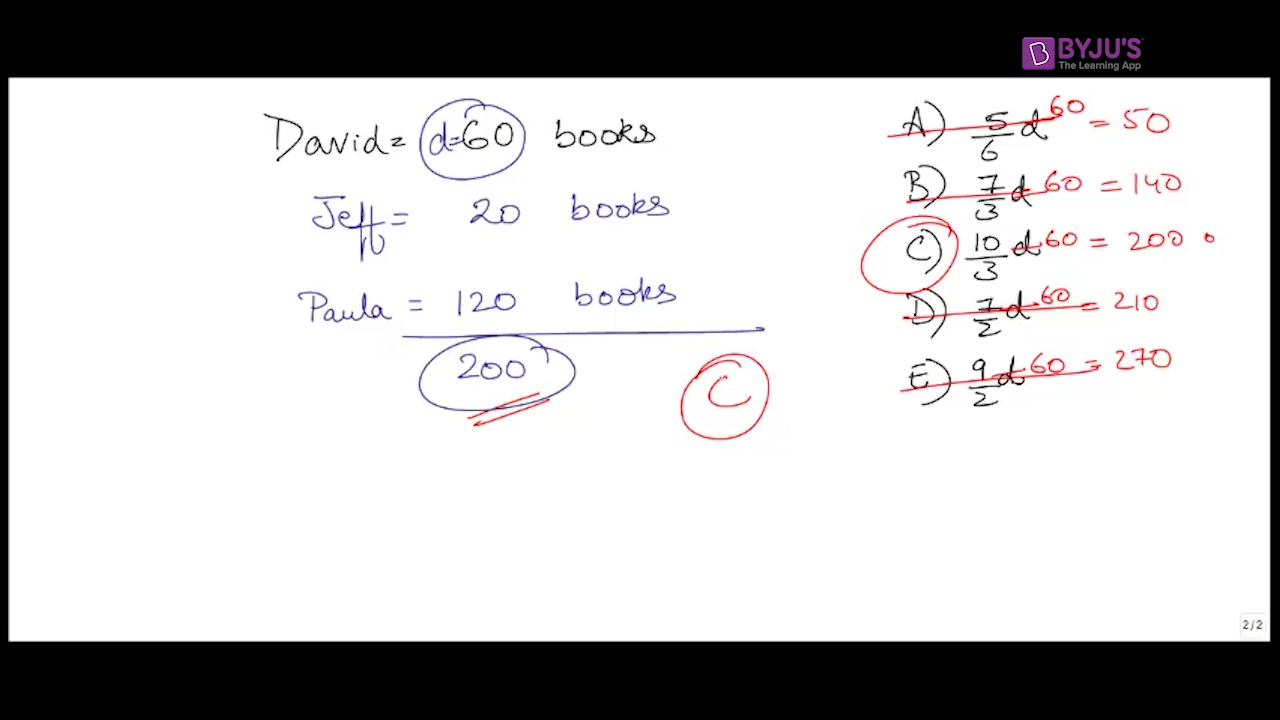 BYJU'S
The Learning App
David = d=60 books
Jeff = 20 books
Paula = 120 books
200
C
A) 5/6 d 60 = 50
B) 7/3 d 60 = 140
C) 10/3 d 60 = 200
D) 7/2 d 60 = 210
E) 9/2 d 60 = 270
2/2